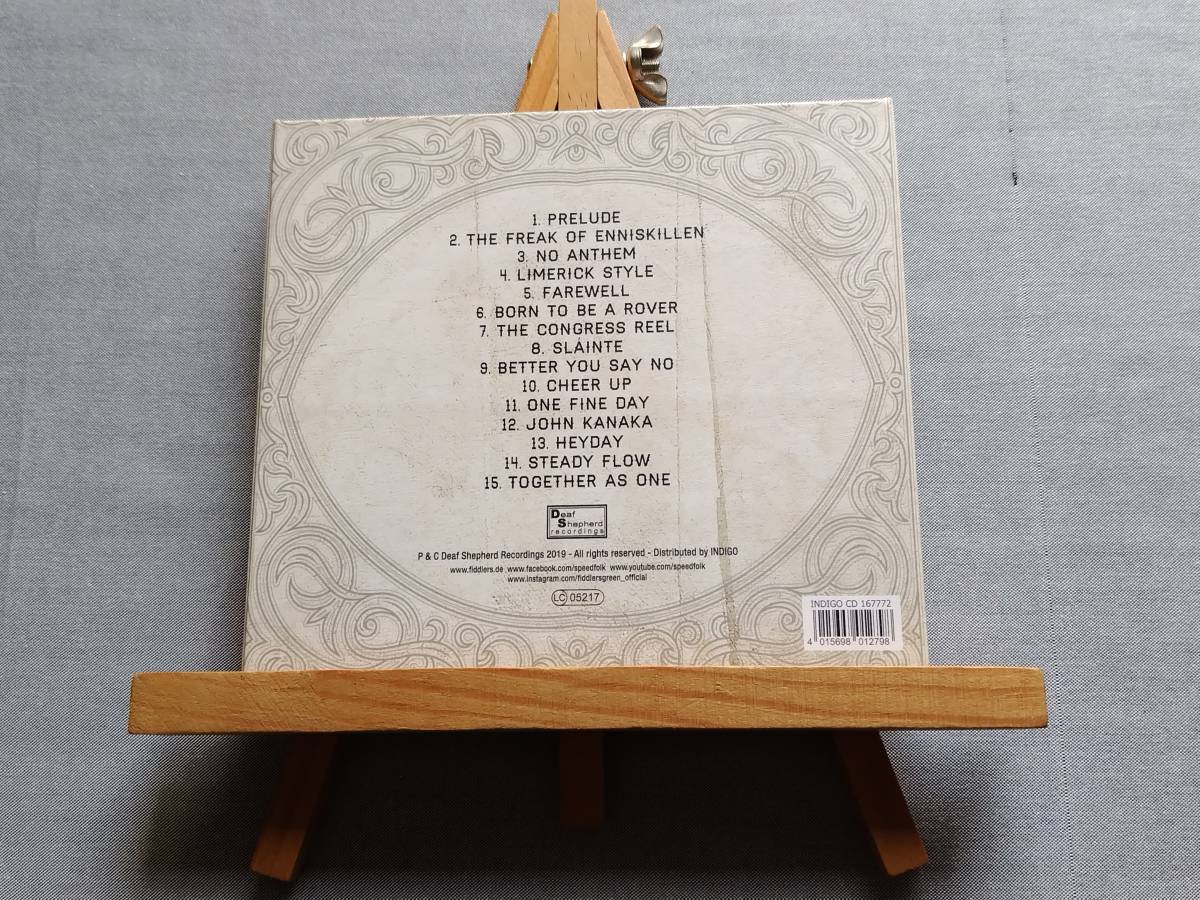 1. PRELUDE
2. THE FREAK OF ENNISKILLEN
3. NO ANTHEM
4. LIMERICK STYLE
5. FAREWELL
6. BORN TO BE A ROVER
7. THE CONGRESS REEL
8. SLÁINTE
9. BETTER YOU SAY NO
10. CHEER UP
11. ONE FINE DAY
12. JOHN KANAKA
13. HEYDAY
14. STEADY FLOW
15. TOGETHER AS ONE
Deaf
Shepherd
recordings
P & C Deaf Shepherd Recordings 2019 - All rights reserved - Distributed by INDIGO
www.fiddlers.de www.facebook.com/speedfolk www.youtube.com/speedfolk
www.instagram.com/fiddlersgreen_official
LC 05217
INDIGO CD 167772
4 015698 012798